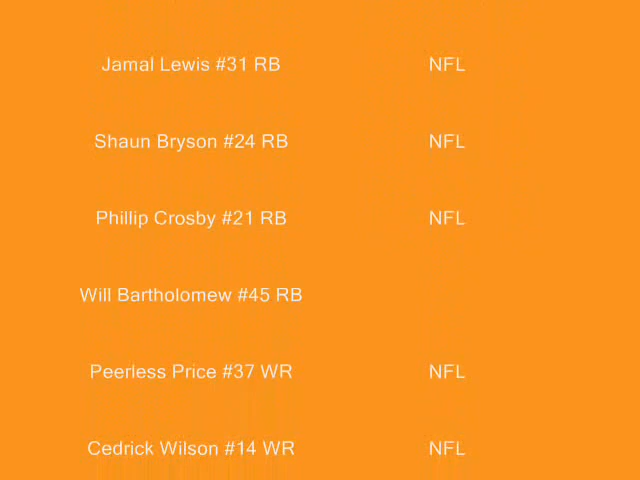 Jamal Lewis #31 RB NFL
Shaun Bryson #24 RB NFL
Phillip Crosby #21 RB NFL
Will Bartholomew #45 RB
Peerless Price #37 WR NFL
Cedrick Wilson #14 WR NFL